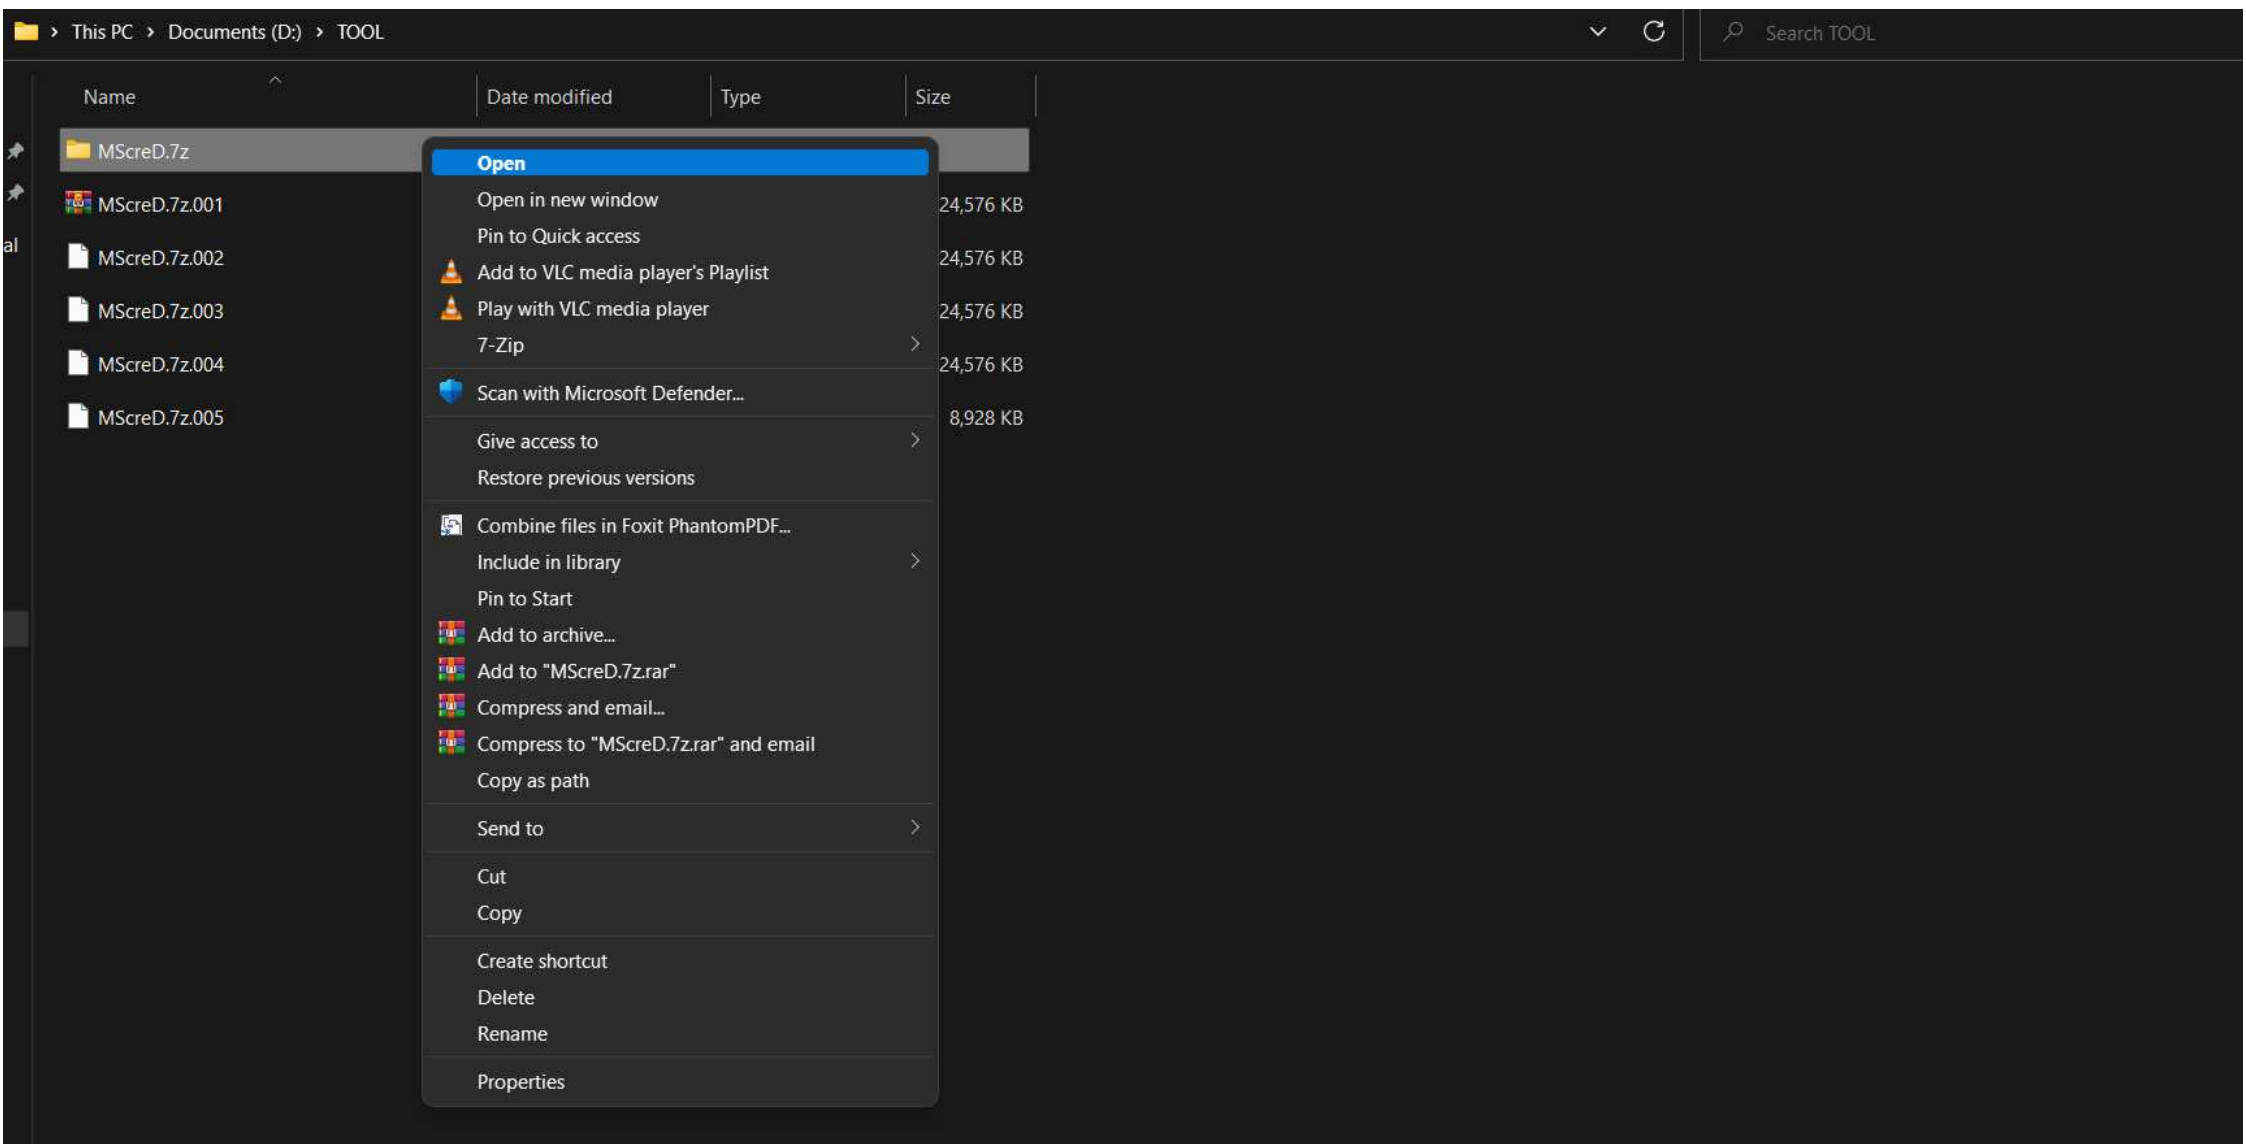 This PC > Documents (D:) > TOOL
Search TOOL
Name Date modified Type Size
MScreD.7z
MScreD.7z.001 24,576 KB
al
MScreD.7z.002 24,576 KB
MScreD.7z.003 24,576 KB
MScreD.7z.004 24,576 KB
MScreD.7z.005 8,928 KB
Open
Open in new window
Pin to Quick access
Add to VLC media player's Playlist
Play with VLC media player
7-Zip
Scan with Microsoft Defender...
Give access to
Restore previous versions
Combine files in Foxit PhantomPDF...
Include in library
Pin to Start
Add to archive...
Add to "MScreD.7z.rar"
Compress and email...
Compress to "MScreD.7z.rar" and email
Copy as path
Send to
Cut
Copy
Create shortcut
Delete
Rename
Properties